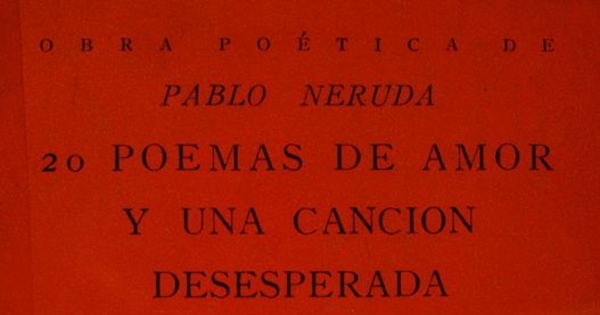 OBRA POÉTICA DE
PABLO NERUDA
20 POEMAS DE AMOR
Y UNA CANCION
DESESPERADA